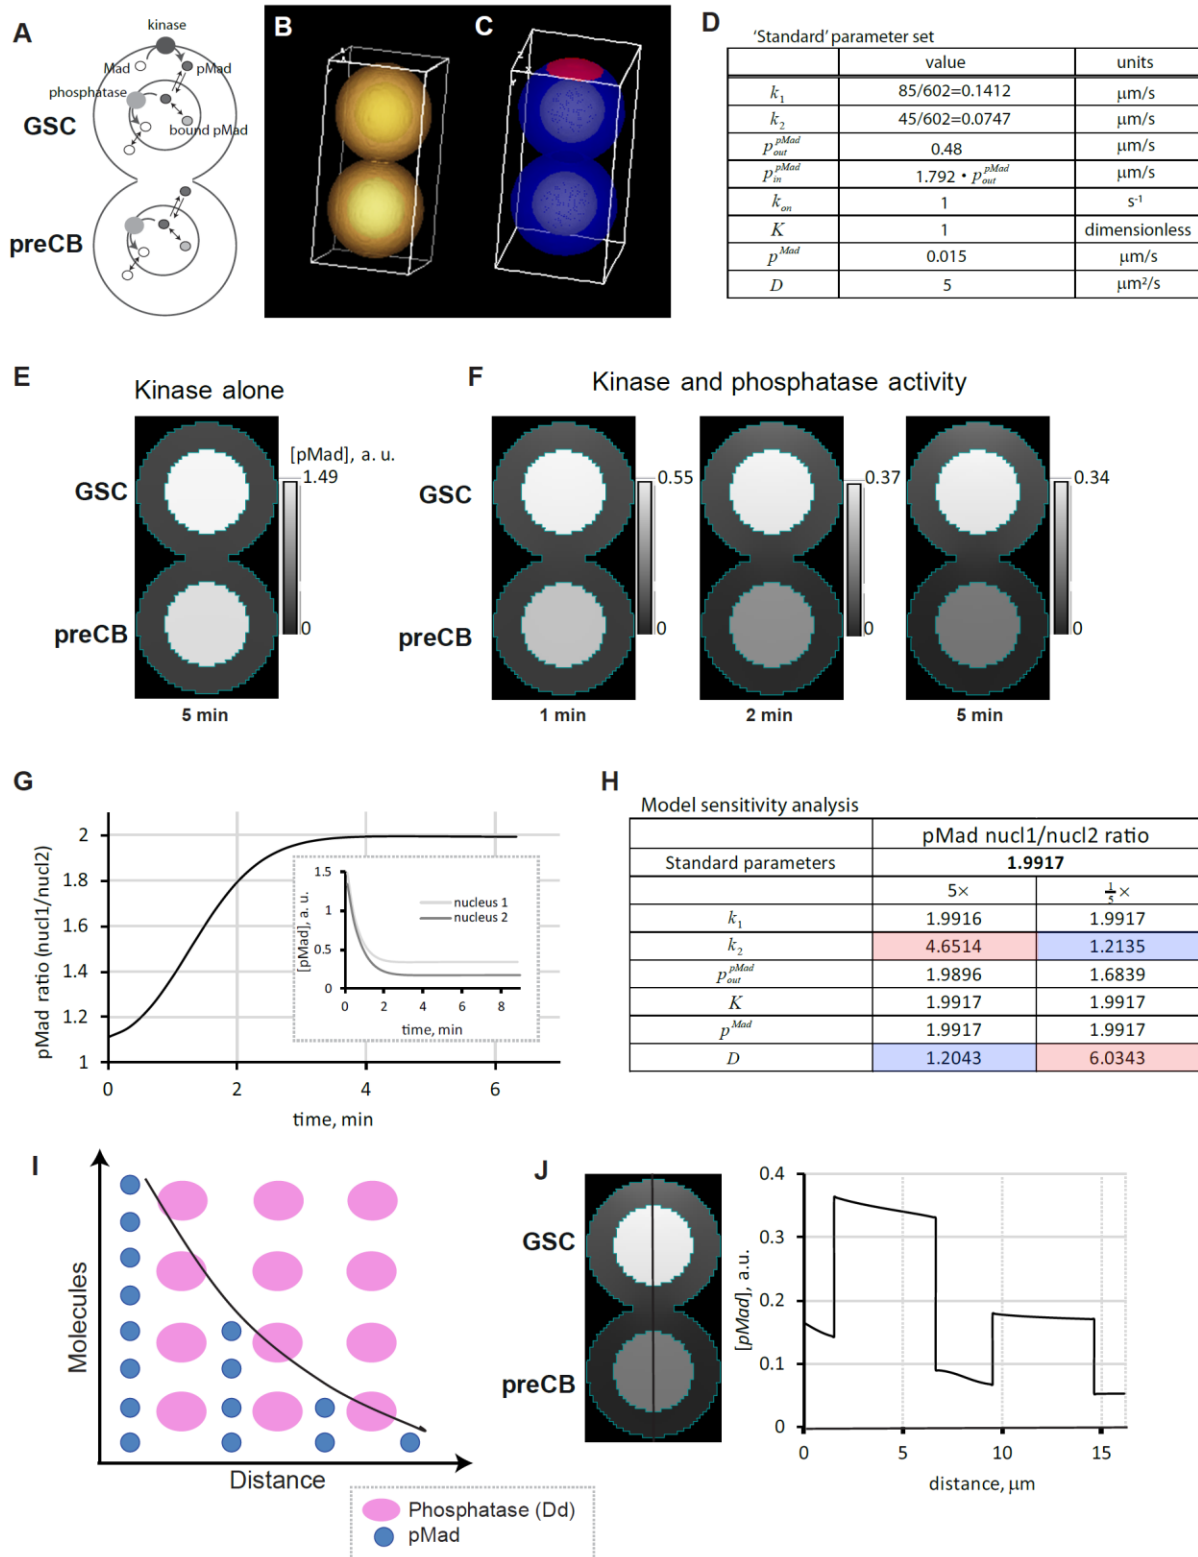 A
kinase
Mad
pMad
phosphatase
GSC
bound pMad
preCB
B
C
D
'Standard' parameter set
value units
k1 85/602=0.1412 μm/s
k2 45/602=0.0747 μm/s
p out pMad 0.48 μm/s
p in pMad 1.792 • p out pMad μm/s
kon 1 s-1
K 1 dimensionless
p Mad 0.015 μm/s
D 5 μm²/s
E
Kinase alone
[pMad], a. u.
1.49
GSC
preCB
0
5 min
F
Kinase and phosphatase activity
GSC
preCB
0.55
0
0.37
0
0.34
0
1 min
2 min
5 min
G
pMad ratio (nucl1/nucl2)
2
1.8
1.6
1.4
1.2
1
0 2 4 6
time, min
[pMad], a. u.
1.5
1
0.5
0
nucleus 1
nucleus 2
0 2 4 6 8
time, min
H
Model sensitivity analysis
pMad nucl1/nucl2 ratio
Standard parameters 1.9917
5× 1/5 ×
k1 1.9916 1.9917
k2 4.6514 1.2135
p out pMad 1.9896 1.6839
K 1.9917 1.9917
p Mad 1.9917 1.9917
D 1.2043 6.0343
I
Molecules
Distance
Phosphatase (Dd)
pMad
J
GSC
preCB
[pMad], a.u.
0.4
0.3
0.2
0.1
0
0 5 10 15
distance, μm